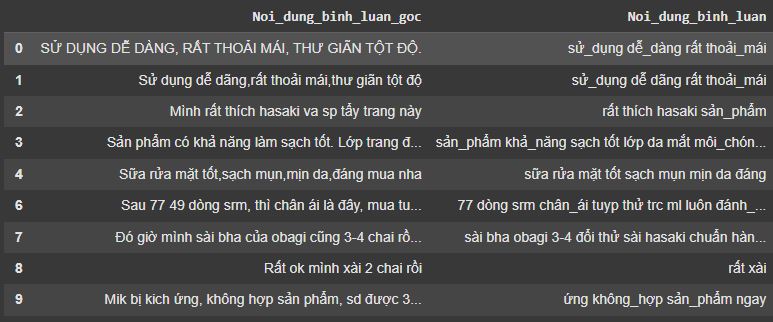 Noi_dung_binh_luan_goc Noi_dung_binh_luan
0 SỬ DỤNG DỄ DÀNG, RẤT THOẢI MÁI, THƯ GIÃN TỘT ĐỘ. sử_dụng dễ_dàng rất thoải_mái
1 Sử dụng dễ dãng,rất thoải mái,thư giãn tột độ sử_dụng dễ dãng rất thoải_mái
2 Mình rất thích hasaki va sp tẩy trang này rất thích hasaki sản_phẩm
3 Sản phẩm có khả năng làm sạch tốt. Lớp trang đ... sản_phẩm khả_năng sạch tốt lớp da mắt môi_chón...
4 Sữa rửa mặt tốt,sạch mụn,mịn da,đáng mua nha sữa rửa mặt tốt sạch mụn mịn da đáng
6 Sau 77 49 dòng srm, thì chân ái là đây, mua tu... 77 dòng srm chân_ái tuyp thử trc ml luôn đánh_...
7 Đó giờ mình sài bha của obagi cũng 3-4 chai rồ... sài bha obagi 3-4 đổi thử sài hasaki chuẩn hàn...
8 Rất ok mình xài 2 chai rồi rất xài
9 Mik bị kich ứng, không hợp sản phẩm, sd được 3... ứng không_hợp sản_phẩm ngay